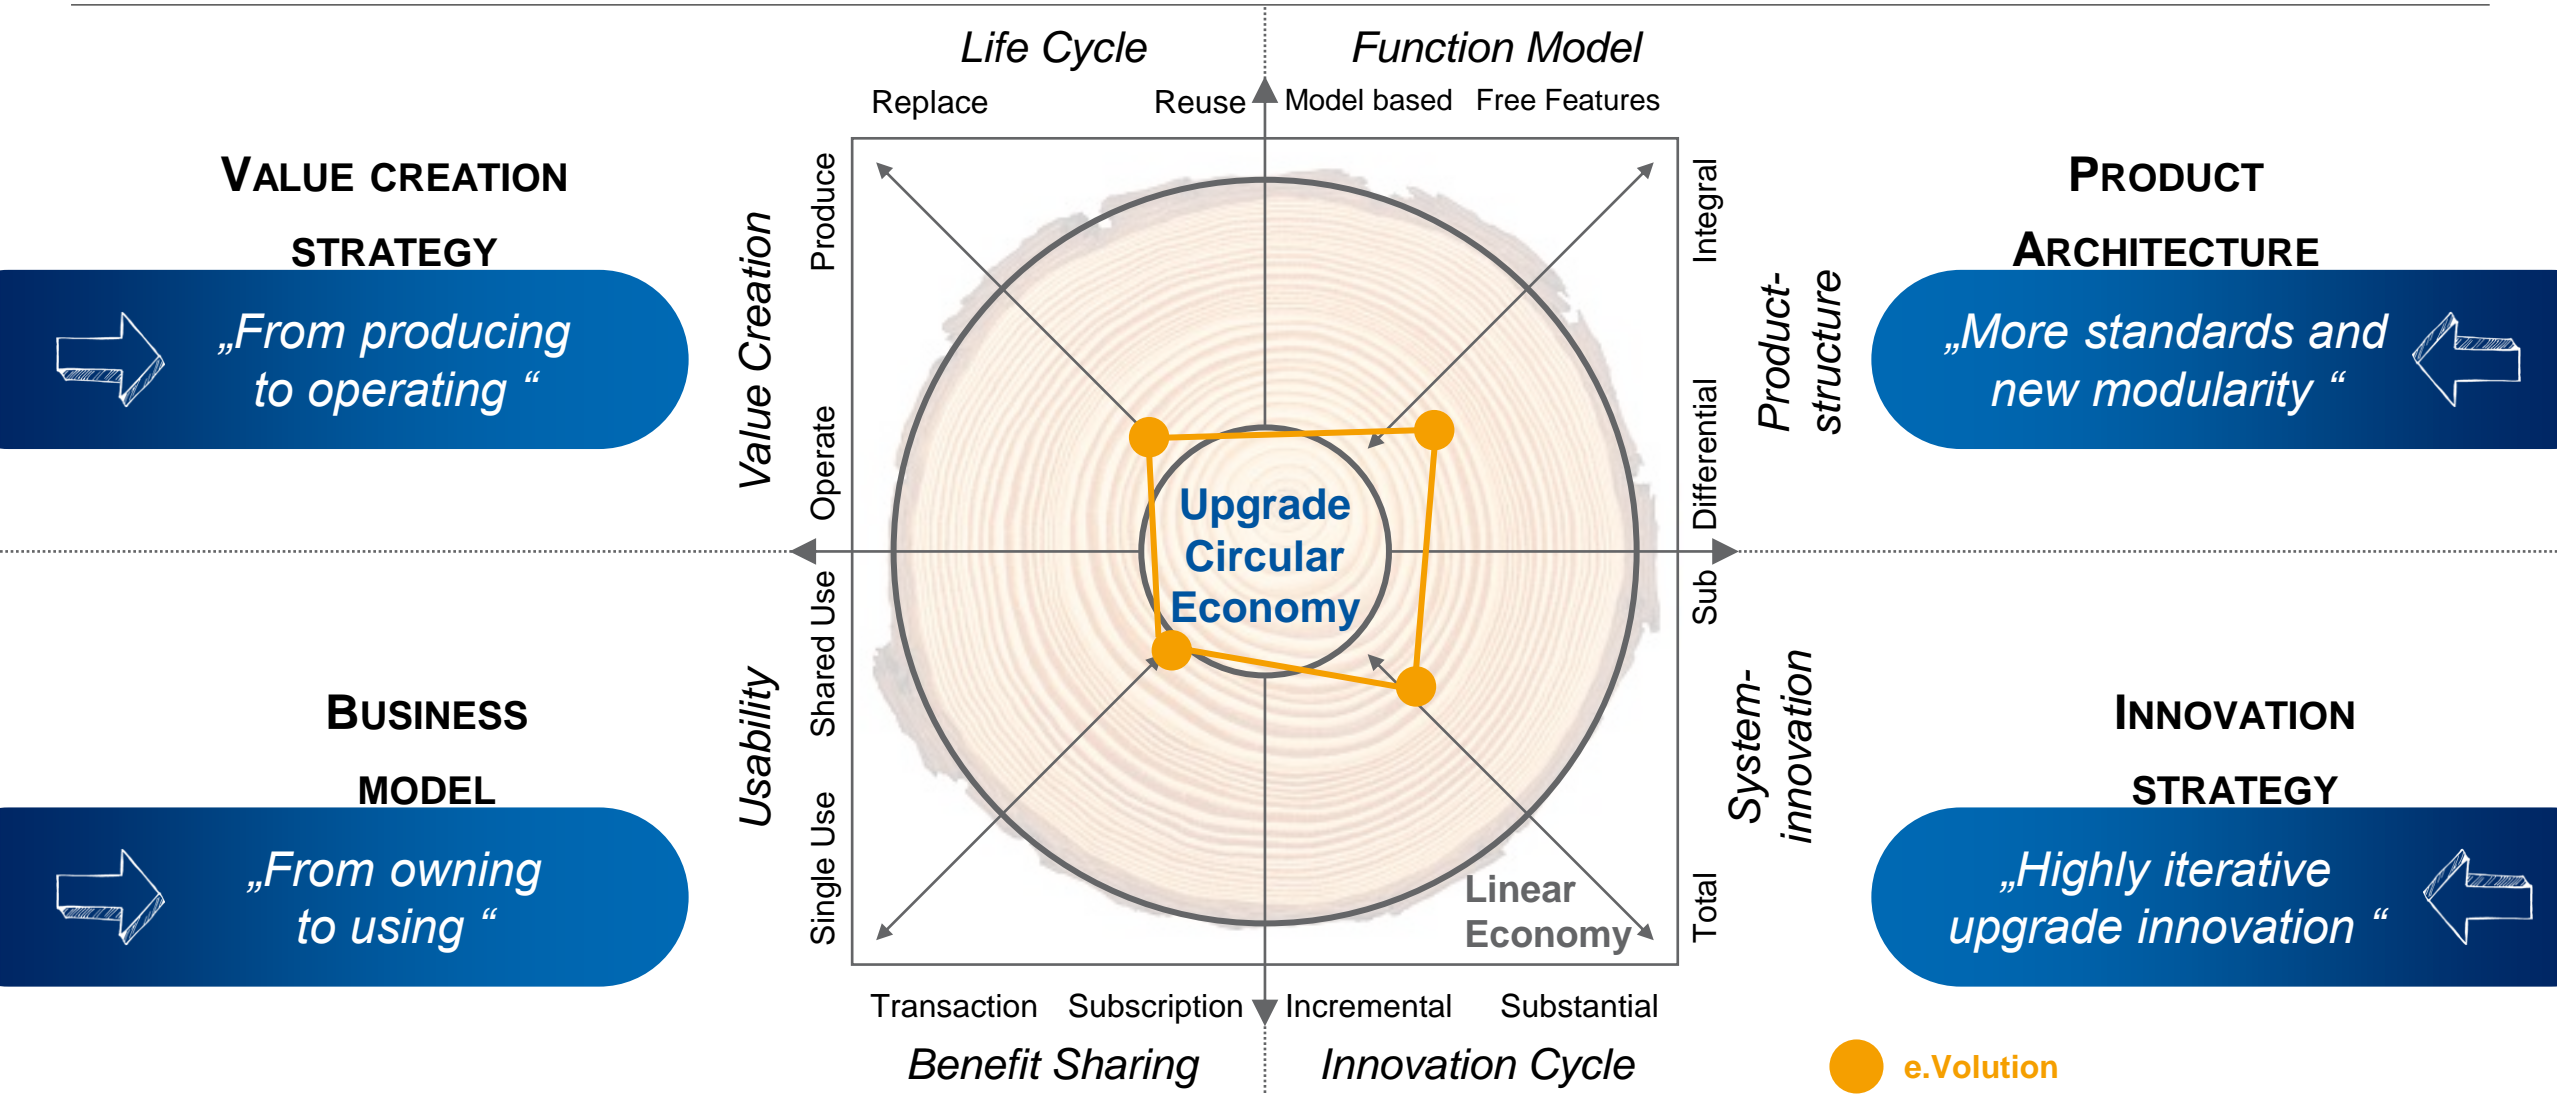 Life Cycle
Function Model
Replace
Reuse
Model based
Free Features
VALUE CREATION
STRATEGY
„From producing
to operating “
Value Creation
Produce
Operate
Integral
Differential
Product-
structure
PRODUCT
ARCHITECTURE
„More standards and
new modularity “
Upgrade
Circular
Economy
BUSINESS
MODEL
„From owning
to using “
Usability
Shared Use
Single Use
Linear
Economy
Sub
Total
System-
innovation
INNOVATION
STRATEGY
„Highly iterative
upgrade innovation “
Transaction
Subscription
Incremental
Substantial
Benefit Sharing
Innovation Cycle
e.Volution